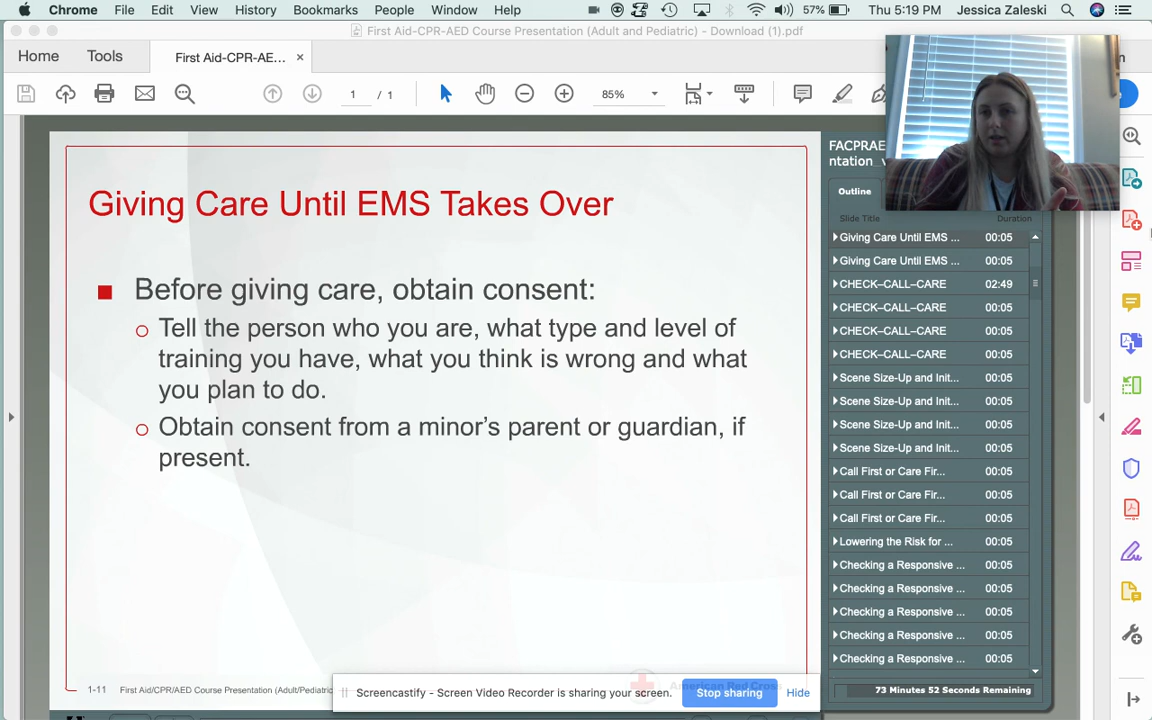 Chrome File Edit View History Bookmarks People Window Help 57% Thu 5:19 PM Jessica Zaleski
First Aid-CPR-AED Course Presentation (Adult and Pediatric) - Download (1).pdf
Home Tools First Aid-CPR-AE... ×
1 / 1 85%
Giving Care Until EMS Takes Over
Before giving care, obtain consent:
Tell the person who you are, what type and level of
training you have, what you think is wrong and what
you plan to do.
Obtain consent from a minor’s parent or guardian, if
present.
1-11 First Aid/CPR/AED Course Presentation (Adult/Pediatric
American Red Cross
Screencastify - Screen Video Recorder is sharing your screen. Stop sharing Hide
FACPRAE
ntation_v
Outline
Slide Title Duration
Giving Care Until EMS ... 00:05
Giving Care Until EMS ... 00:05
CHECK–CALL–CARE 02:49
CHECK–CALL–CARE 00:05
CHECK–CALL–CARE 00:05
CHECK–CALL–CARE 00:05
Scene Size-Up and Init... 00:05
Scene Size-Up and Init... 00:05
Scene Size-Up and Init... 00:05
Scene Size-Up and Init... 00:05
Call First or Care Fir... 00:05
Call First or Care Fir... 00:05
Call First or Care Fir... 00:05
Lowering the Risk for ... 00:05
Checking a Responsive ... 00:05
Checking a Responsive ... 00:05
Checking a Responsive ... 00:05
Checking a Responsive ... 00:05
Checking a Responsive ... 00:05
73 Minutes 52 Seconds Remaining